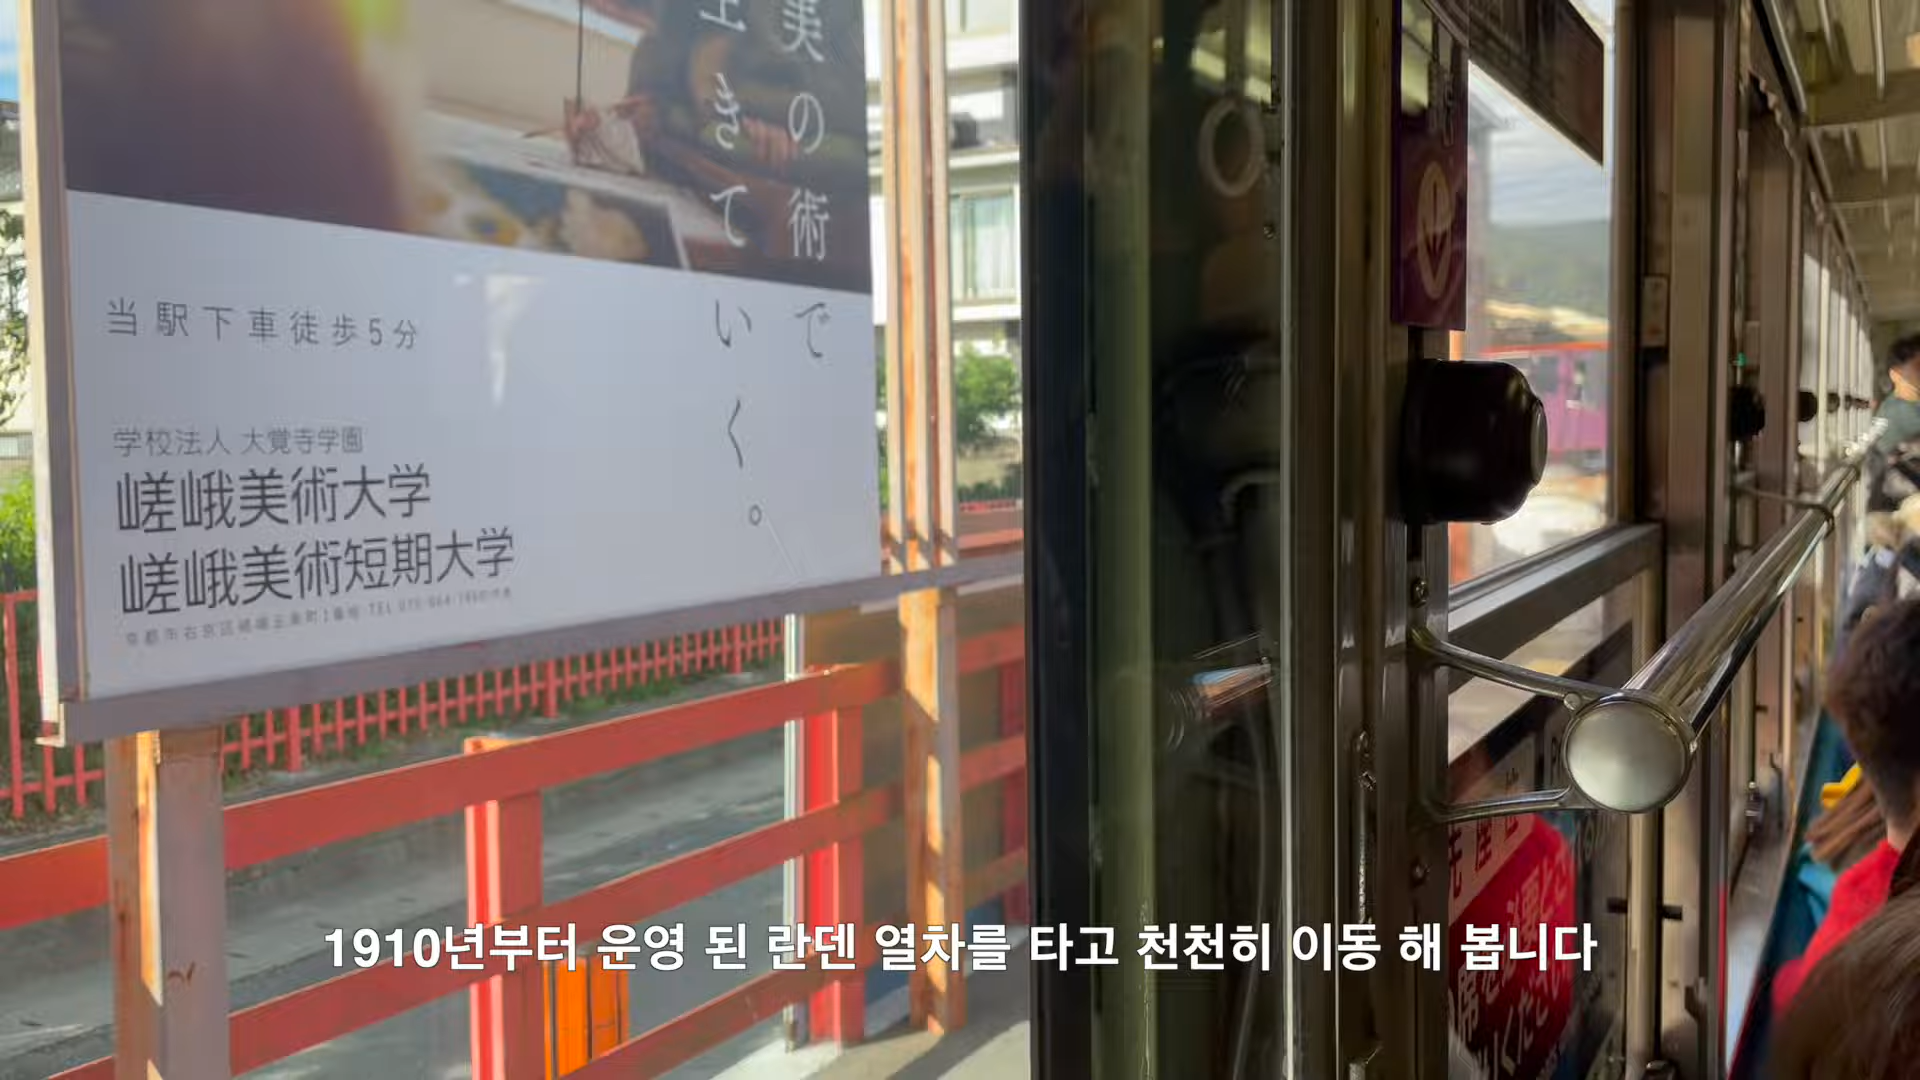 美の術
生きて
で
いく。
当駅下車徒歩5分
学校法人 大覚寺学園
嵯峨美術大学
嵯峨美術短期大学
1910년부터 운영 된 란덴 열차를 타고 천천히 이동 해 봅니다